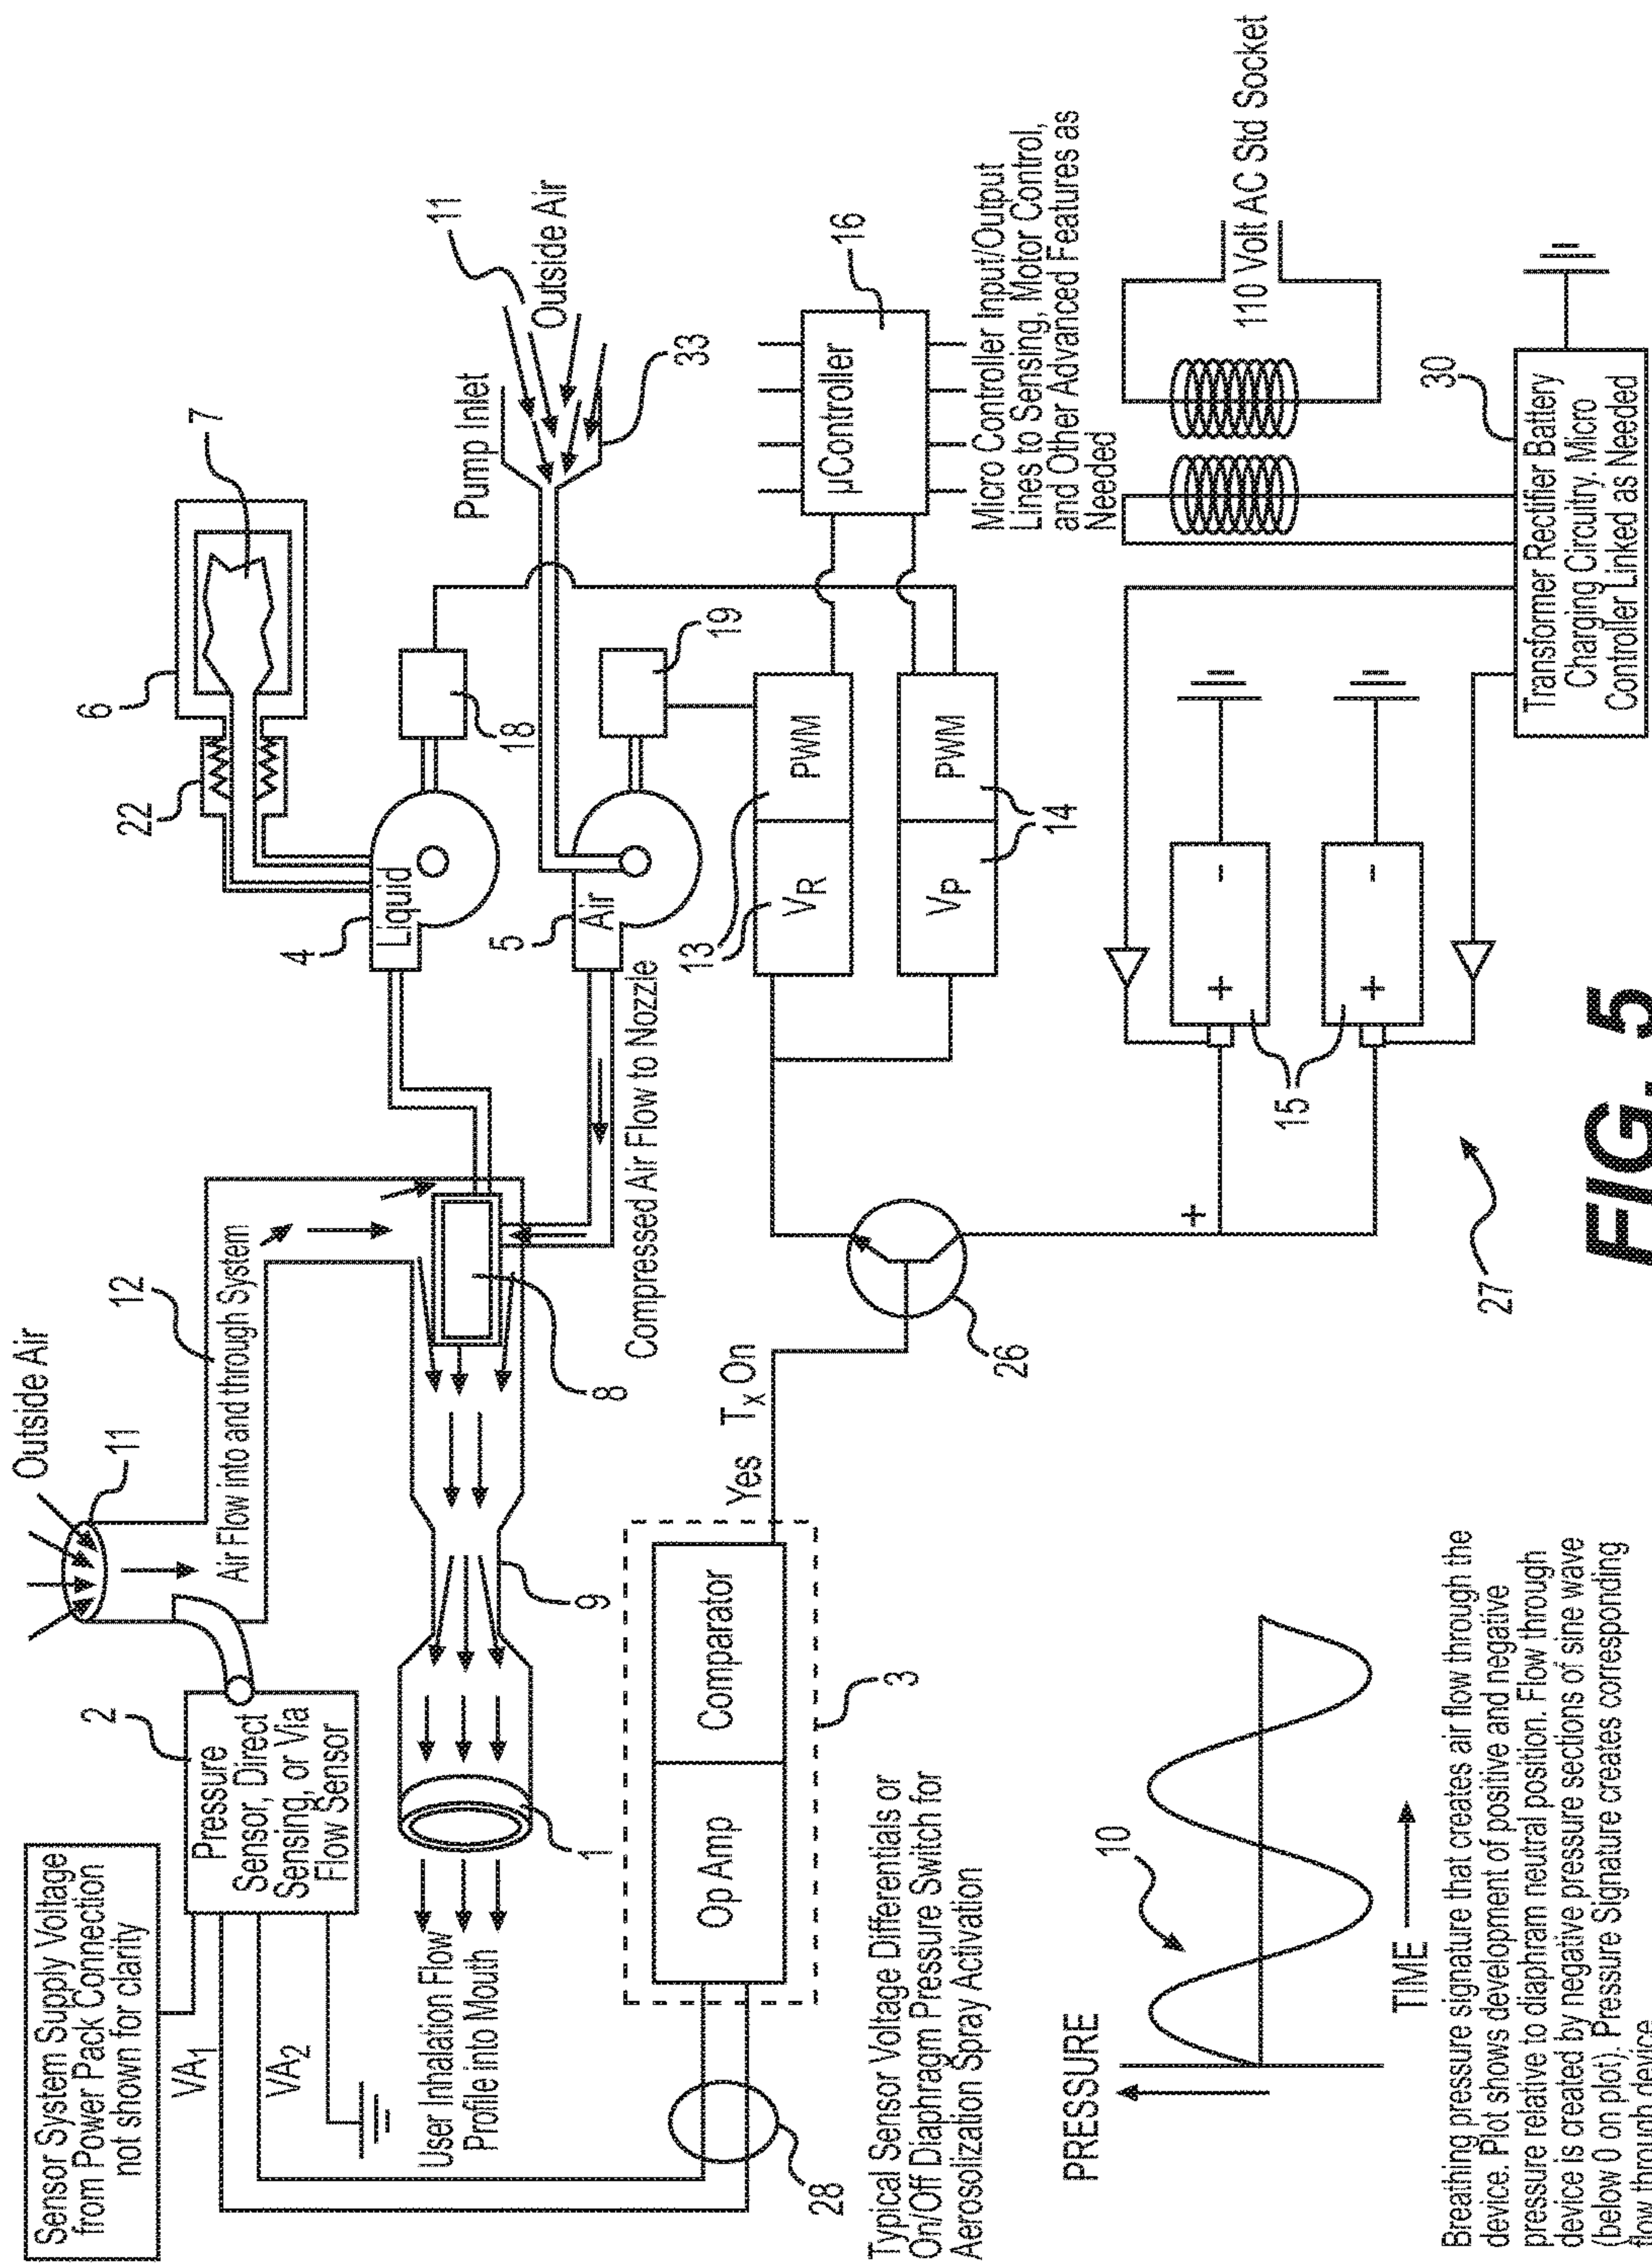 Sensor System Supply Voltage
from Power Pack Connection
not shown for clarity
VA1
VA2
2
Pressure
Sensor, Direct
Sensing, or Via
Flow Sensor
Outside Air
11
12
Air Flow into and through System
User Inhalation Flow
Profile into Mouth
1
9
8
Compressed Air Flow to Nozzle
6
7
22
4
Liquid
18
5
Air
19
Pump Inlet
11
Outside Air
33
28
Op Amp
Comparator
3
Yes Tx On
26
13
VR
PWM
VP
PWM
14
µController
16
Micro Controller Input/Output
Lines to Sensing, Motor Control,
and Other Advanced Features as
Needed
Typical Sensor Voltage Differentials or
On/Off Diaphragm Pressure Switch for
Aerosolization Spray Activation
PRESSURE
10
TIME
+
+
-
+
-
15
27
110 Volt AC Std Socket
30
Transformer Rectifier Battery
Charging Circuitry. Micro
Controller Linked as Needed
Breathing pressure signature that creates air flow through the
device. Plot shows development of positive and negative
pressure relative to diaphram neutral position. Flow through
device is created by negative pressure sections of sine wave
(below 0 on plot). Pressure Signature creates corresponding
flow through device
FIG. 5